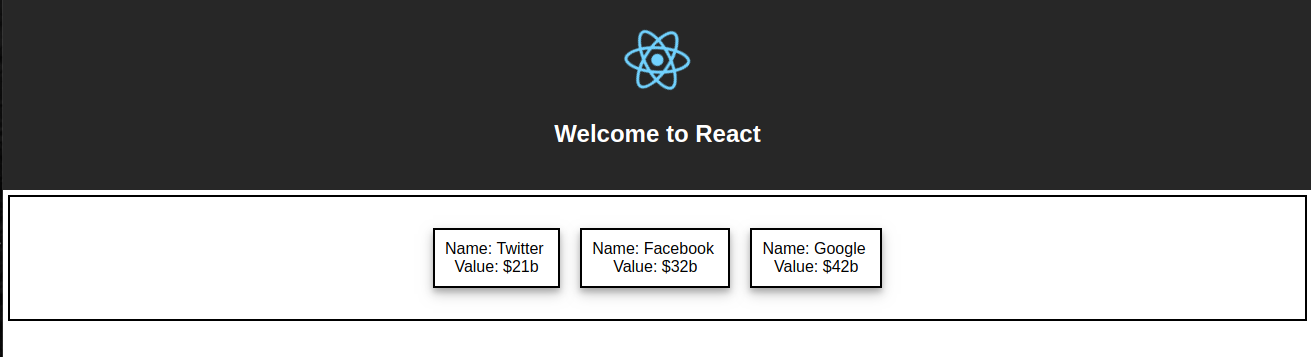 Welcome to React
Name: Twitter
Value: $21b
Name: Facebook
Value: $32b
Name: Google
Value: $42b